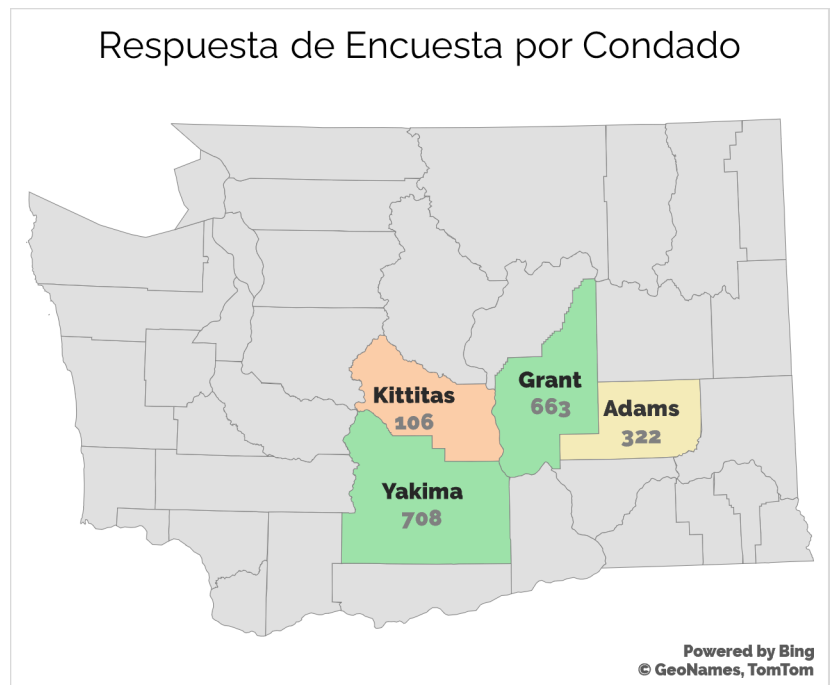 Respuesta de Encuesta por Condado
Kittitas
106
Grant
663
Adams
322
Yakima
708
Powered by Bing
© GeoNames, TomTom